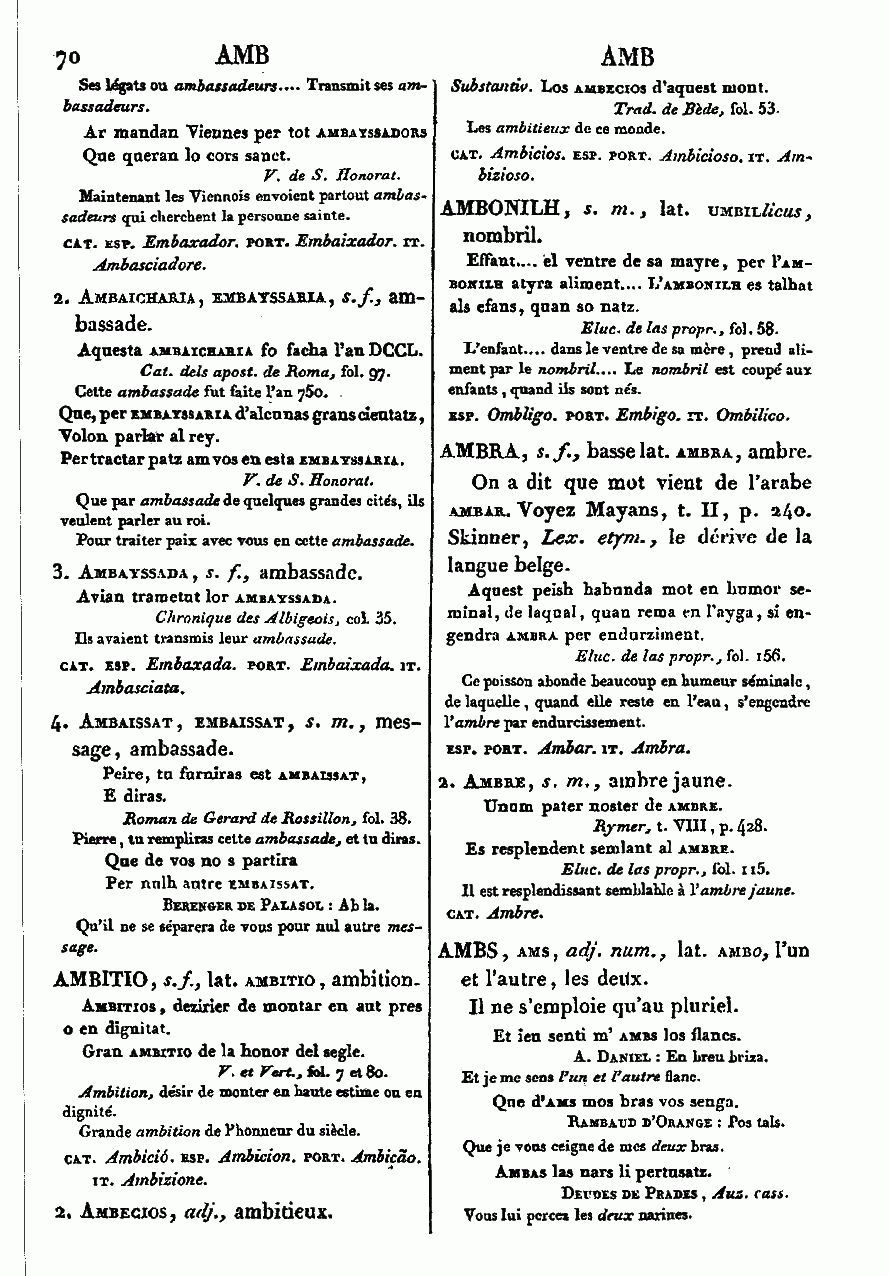 70 AMB AMB
Ses légats ou ambassadeurs.... Transmit ses am-
bassadeurs.
Ar mandan Viennes per tot AMBAYSSADORS
Que queran lo cors sanct.
V. de S. Honorat.
Maintenant les Viennois envoient partout ambas-
sadeurs qui cherchent la personne sainte.
CAT. ESP. Embaxador. PORT. Embaixador. IT.
Ambasciadore.
2. AMBAICHARIA, EMBAYSSARIA, s. f., am-
bassade.
Aquesta AMBAICHARIA fo facha l'an DCCL.
Cat. dels apost. de Roma, fol. 97.
Cette ambassade fut faite l'an 750.
Que, per EMBAYSSARIA d'alcunas grans cientatz,
Volon parlar al rey.
Per tractar patz am vos en esta EMBAYSSARIA.
V. de S. Honorat.
Que par ambassade de quelques grandes cités, ils
veulent parler au roi.
Pour traiter paix avec vous en cette ambassade.
3. AMBAYSSADA, s. f., ambassade.
Avian trametut lor AMBAYSSADA.
Chronique des Albigeois, col. 35.
Ils avaient transmis leur ambassade.
CAT. ESP. Embaxada. PORT. Embaixada. IT.
Ambasciata.
4. AMBAISSAT, EMBAISSAT, s. m., mes-
sage, ambassade.
Peire, tu furniras est AMBAISSAT,
E diras.
Roman de Gerard de Rossillon, fol. 38.
Pierre, tu rempliras cette ambassade, et tu diras.
Que de vos no s partira
Per nulh autre EMBAISSAT.
BERENGER DE PALASOL : Ab la.
Qu'il ne se séparera de vous pour nul autre mes-
sage.
AMBITIO, s. f., lat. AMBITIO, ambition.
AMBITIOS, dezirier de montar en aut pres
o en dignitat.
Gran AMBITIO de la honor del segle.
V. et Vert., fol. 7 et 80.
Ambition, désir de monter en haute estime ou en
dignité.
Grande ambition de l'honneur du siècle.
CAT. Ambició. ESP. Ambicion. PORT. Ambição.
IT. Ambizione.
2. AMBECIOS, adj., ambitieux.
Substantiv. Los AMBECIOS d'aquest mont.
Trad. de Bède, fol. 53.
Les ambitieux de ce monde.
CAT. Ambicios. ESP. PORT. Ambicioso. IT. Am-
bizioso.
AMBONILH, s. m., lat. UMBILlicus,
nombril.
Effant.... el ventre de sa mayre, per l'AM-
BONILH atyra aliment.... L'AMBONILH es talhat
als efans, quan so natz.
Eluc. de las propr., fol. 58.
L'enfant.... dans le ventre de sa mère, prend ali-
ment par le nombril.... Le nombril est coupé aux
enfants, quand ils sont nés.
ESP. Ombligo. PORT. Embigo. IT. Ombilico.
AMBRA, s. f., basse lat. AMBRA, ambre.
On a dit que mot vient de l'arabe
AMBAR. Voyez Mayans, t. II, p. 240.
Skinner, Lex. etym., le dérive de la
langue belge.
Aquest peish habunda mot en humor se-
minal, de laqual, quan rema en l'ayga, si en-
gendra AMBRA per endurziment.
Eluc. de las propr., fol. 156.
Ce poisson abonde beaucoup en humeur séminale,
de laquelle, quand elle reste en l'eau, s'engendre
l'ambre par endurcissement.
ESP. PORT. Ambar. IT. Ambra.
2. AMBRE, s. m., ambre jaune.
Unum pater noster de AMBRE.
Rymer, t. VIII, p. 428.
Es resplendent semlant al AMBRE.
Eluc. de las propr., fol. 115.
Il est resplendissant semblable à l'ambre jaune.
CAT. Ambre.
AMBS, AMS, adj. num., lat. AMBO, l'un
et l'autre, les deux.
Il ne s'emploie qu'au pluriel.
Et ien senti m' AMBS los flancs.
A. DANIEL : En breu briza.
Et je me sens l'un et l'autre flanc.
Que d'AMS mos bras vos senga.
RAMBAUD D'ORANGE : Pos tals.
Que je vous ceigne de mes deux bras.
AMBAS las nars li pertusatz.
DEUDES DE PRADES, Aus. cass.
Vous lui percez les deux narines.